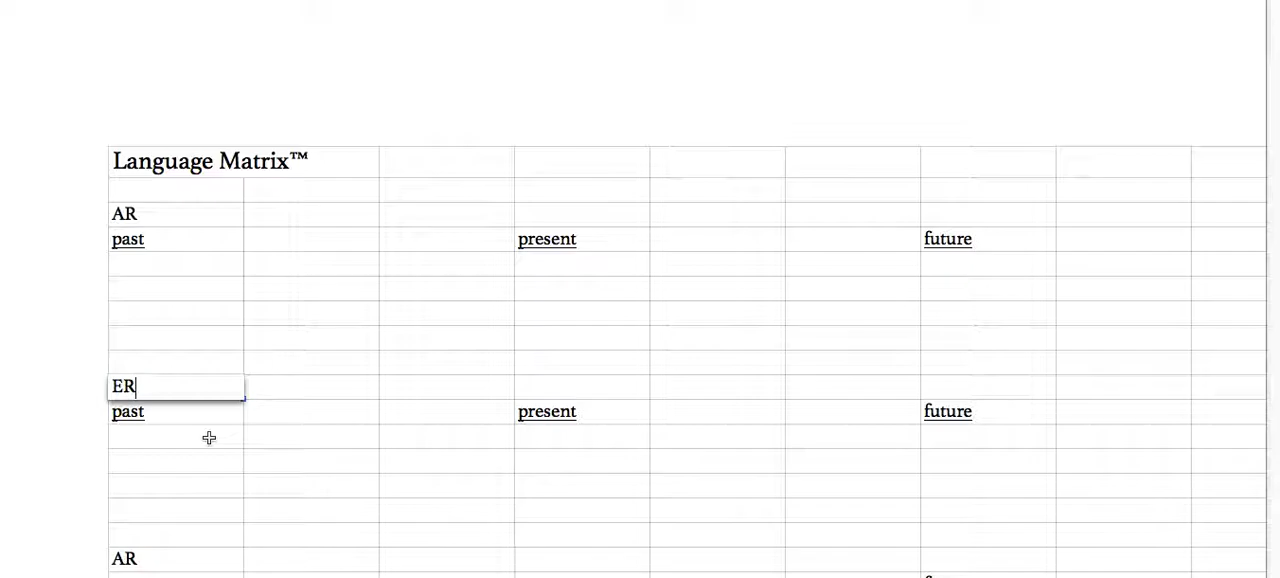 Language Matrix™
AR
past present future
ER
past present future
AR